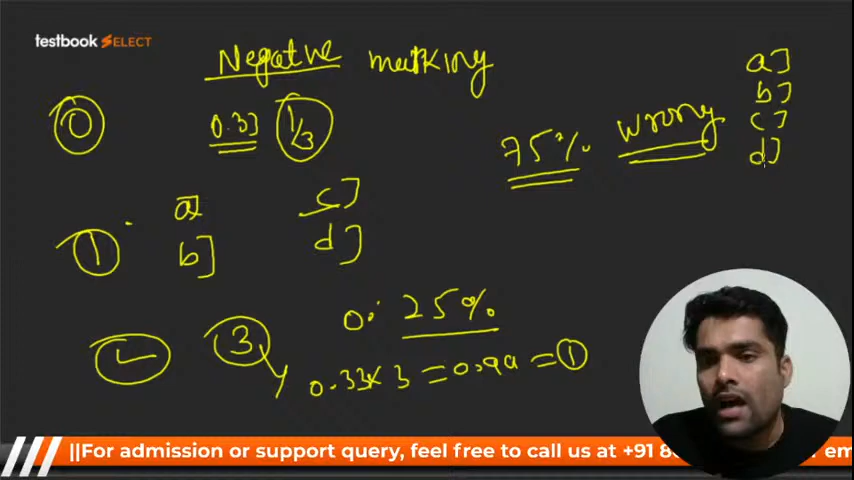 testbook SELECT
Negative marking
0 0.33 1/3
75% wrong
a]
b]
c]
d]
1 a] c]
b] d]
0. 25%
3 0.33 x 3 = 0.99 = 1
||For admission or support query, feel free to call us at +91 8